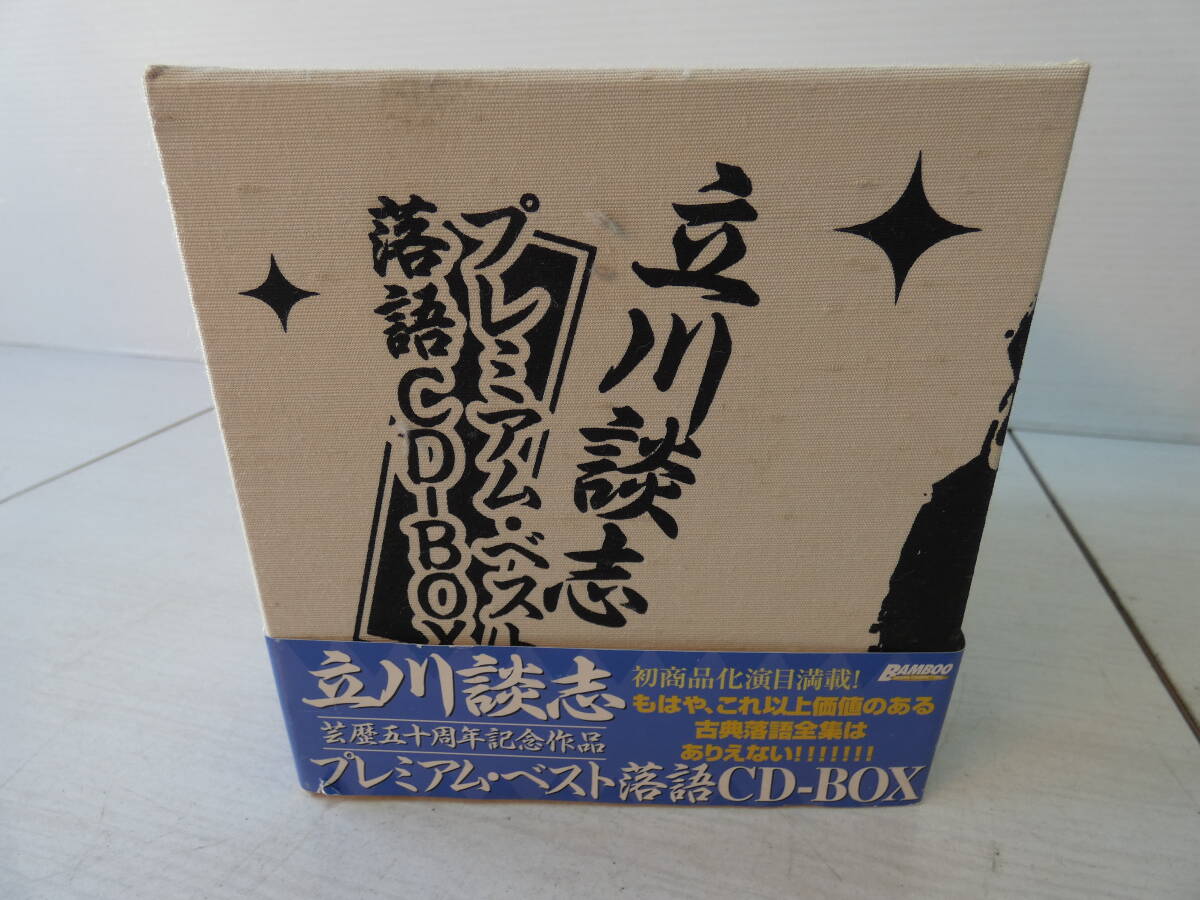 立川談志
プレミアム・ベスト
落語CD-BOX
立川談志
芸歴五十周年記念作品
プレミアム・ベスト落語CD-BOX
初商品化演目満載!
もはや、これ以上価値のある
古典落語全集は
ありえない!!!!!!!
BAMBOO